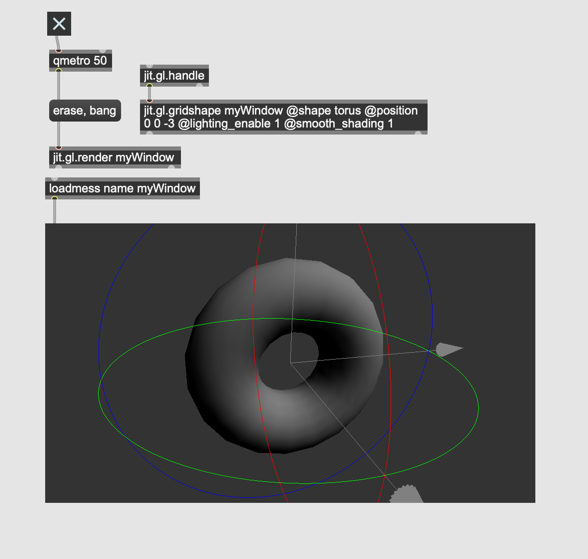 qmetro 50
jit.gl.handle
erase, bang
jit.gl.gridshape myWindow @shape torus @position
0 0 -3 @lighting_enable 1 @smooth_shading 1
jit.gl.render myWindow
loadmess name myWindow